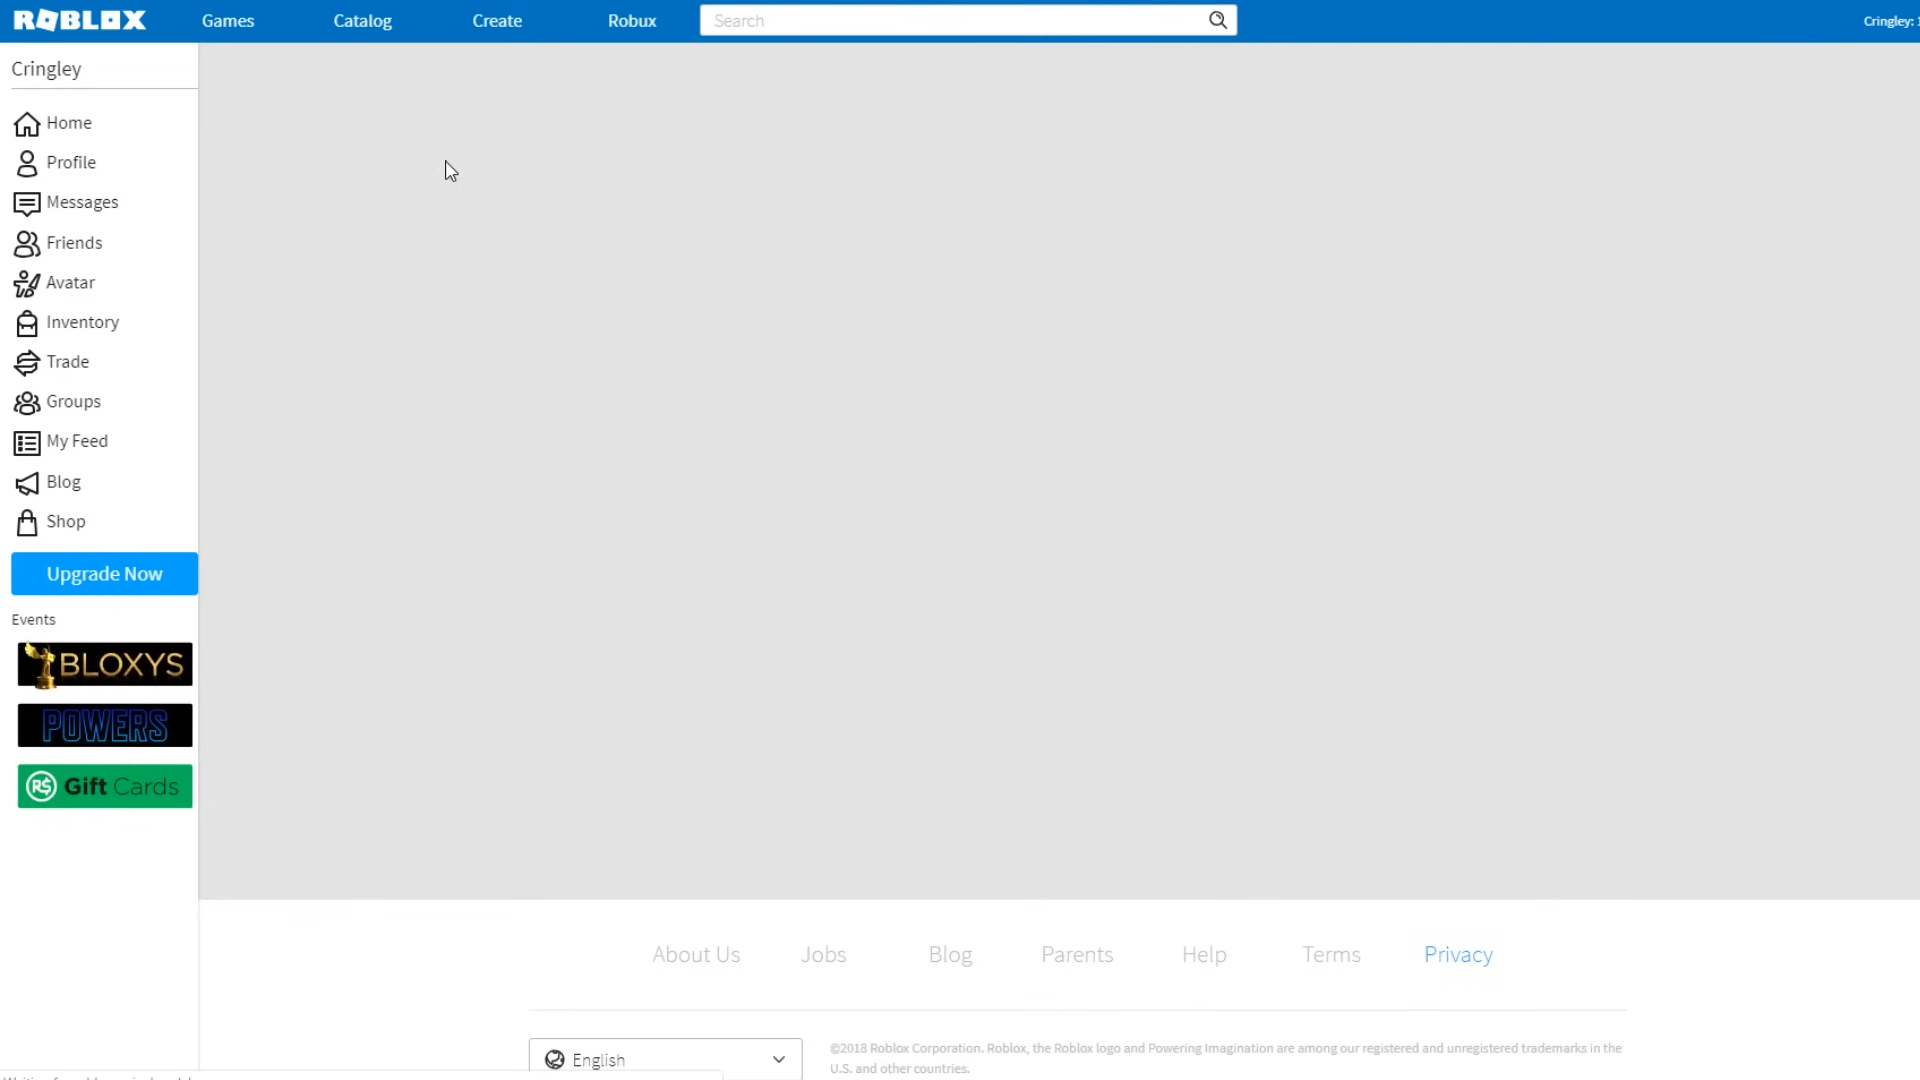 ROBLOX
Games
Catalog
Create
Robux
Search
Cringley:
Cringley
Home
Profile
Messages
Friends
Avatar
Inventory
Trade
Groups
My Feed
Blog
Shop
Upgrade Now
Events
BLOXYS
POWERS
R$ Gift Cards
About Us
Jobs
Blog
Parents
Help
Terms
Privacy
English
©2018 Roblox Corporation. Roblox, the Roblox logo and Powering Imagination are among our registered and unregistered trademarks in the
U.S. and other countries.